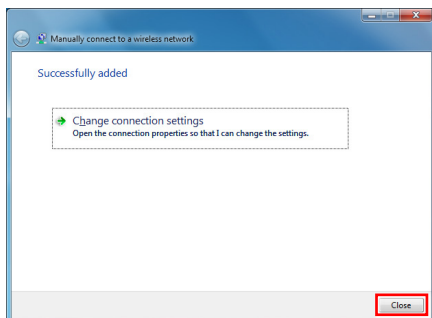 Manually connect to a wireless network
Successfully added
Change connection settings
Open the connection properties so that I can change the settings.
Close